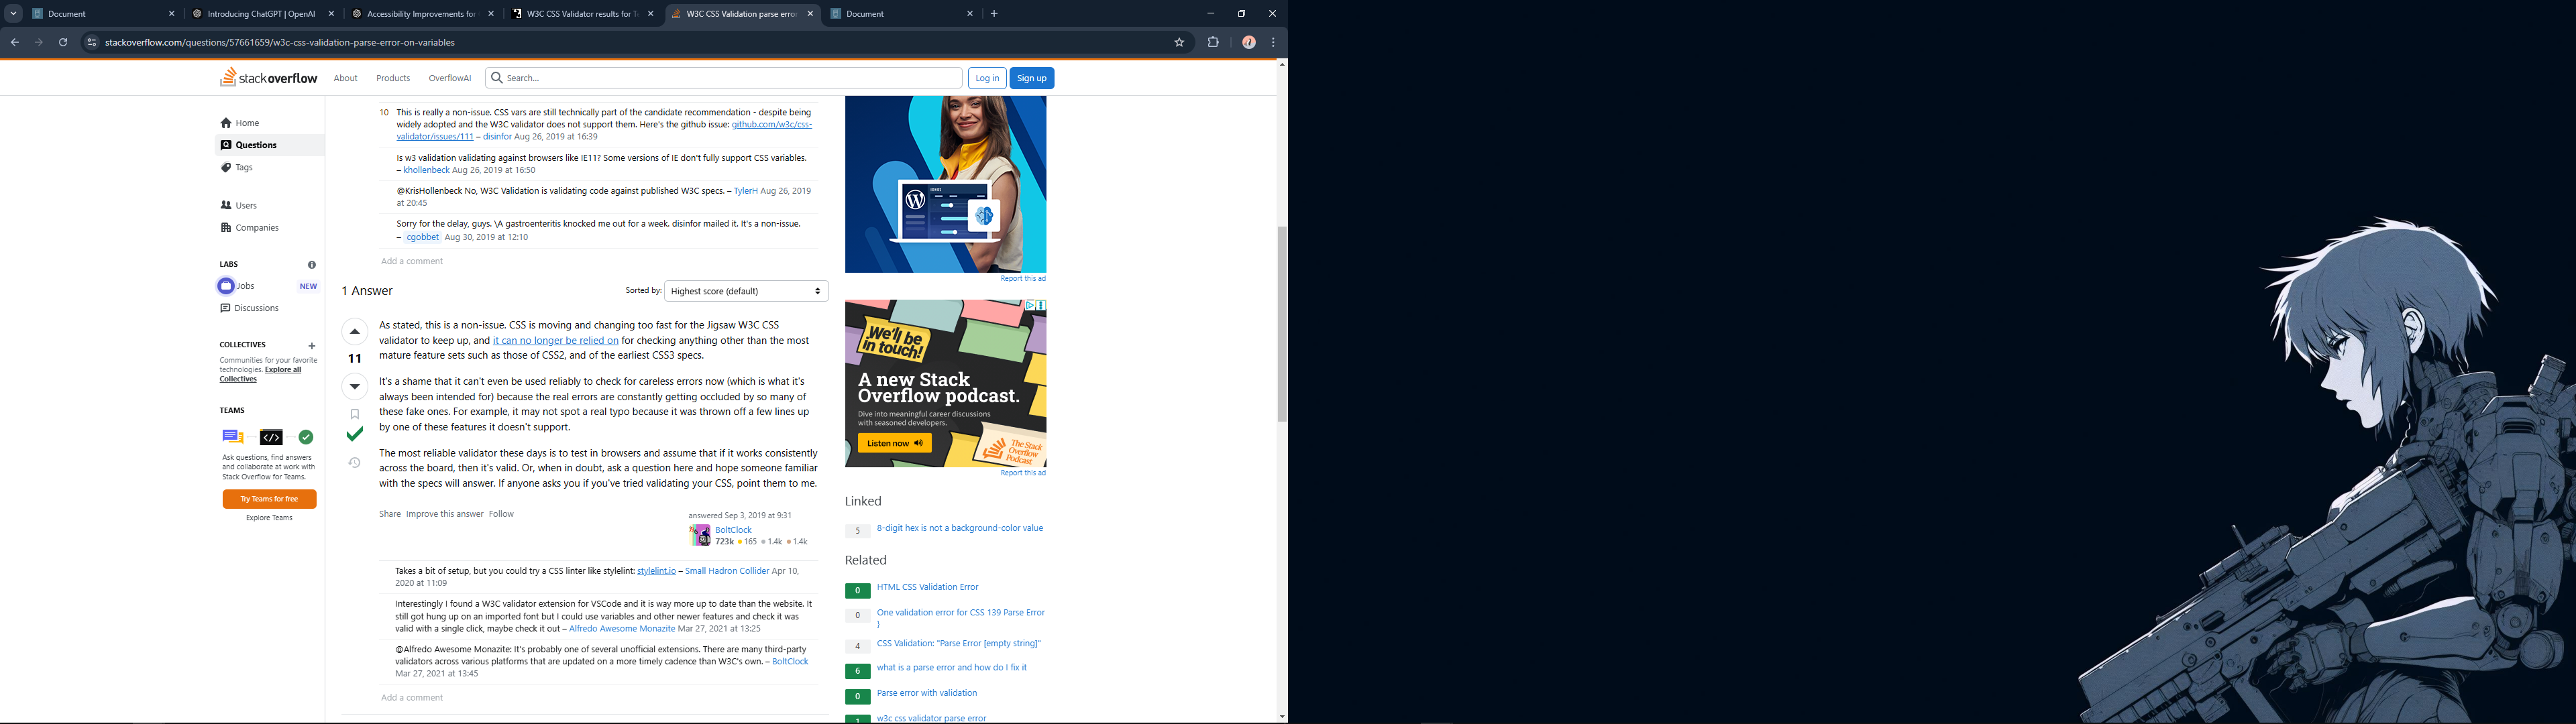 Document
Introducing ChatGPT | OpenAI
Accessibility Improvements for
W3C CSS Validator results for T
W3C CSS Validation parse error
Document
stackoverflow.com/questions/57661659/w3c-css-validation-parse-error-on-variables
stackoverflow
About
Products
OverflowAI
Search...
Log in
Sign up
Home
Questions
Tags
Users
Companies
LABS
Jobs
NEW
Discussions
COLLECTIVES
Communities for your favorite
technologies. Explore all
Collectives
TEAMS
Ask questions, find answers
and collaborate at work with
Stack Overflow for Teams.
Try Teams for free
Explore Teams
10 This is really a non-issue. CSS vars are still technically part of the candidate recommendation - despite being
widely adopted and the W3C validator does not support them. Here's the github issue: github.com/w3c/css-
validator/issues/111 – disinfor Aug 26, 2019 at 16:39
Is w3 validation validating against browsers like IE11? Some versions of IE don't fully support CSS variables.
– khollenbeck Aug 26, 2019 at 16:50
@KrisHollenbeck No, W3C Validation is validating code against published W3C specs. – TylerH Aug 26, 2019
at 20:45
Sorry for the delay, guys. \A gastroenteritis knocked me out for a week. disinfor mailed it. It's a non-issue.
– cgobbet Aug 30, 2019 at 12:10
Add a comment
1 Answer
Sorted by:
Highest score (default)
As stated, this is a non-issue. CSS is moving and changing too fast for the Jigsaw W3C CSS
validator to keep up, and it can no longer be relied on for checking anything other than the most
mature feature sets such as those of CSS2, and of the earliest CSS3 specs.
11
It's a shame that it can't even be used reliably to check for careless errors now (which is what it's
always been intended for) because the real errors are constantly getting occluded by so many of
these fake ones. For example, it may not spot a real typo because it was thrown off a few lines up
by one of these features it doesn't support.
The most reliable validator these days is to test in browsers and assume that if it works consistently
across the board, then it's valid. Or, when in doubt, ask a question here and hope someone familiar
with the specs will answer. If anyone asks you if you've tried validating your CSS, point them to me.
Share Improve this answer Follow
answered Sep 3, 2019 at 9:31
BoltClock
723k 165 1.4k 1.4k
Takes a bit of setup, but you could try a CSS linter like stylelint: stylelint.io – Small Hadron Collider Apr 10,
2020 at 11:09
Interestingly I found a W3C validator extension for VSCode and it is way more up to date than the website. It
still got hung up on an imported font but I could use variables and other newer features and check it was
valid with a single click, maybe check it out – Alfredo Awesome Monazite Mar 27, 2021 at 13:25
@Alfredo Awesome Monazite: It's probably one of several unofficial extensions. There are many third-party
validators across various platforms that are updated on a more timely cadence than W3C's own. – BoltClock
Mar 27, 2021 at 13:45
Add a comment
IONOS
Report this ad
We'll be
in touch!
A new Stack
Overflow podcast.
Dive into meaningful career discussions
with seasoned developers.
Listen now
The Stack
Overflow
Podcast
Report this ad
Linked
5 8-digit hex is not a background-color value
Related
0 HTML CSS Validation Error
0 One validation error for CSS 139 Parse Error
}
4 CSS Validation: "Parse Error [empty string]"
6 what is a parse error and how do I fix it
0 Parse error with validation
1 w3c css validator parse error